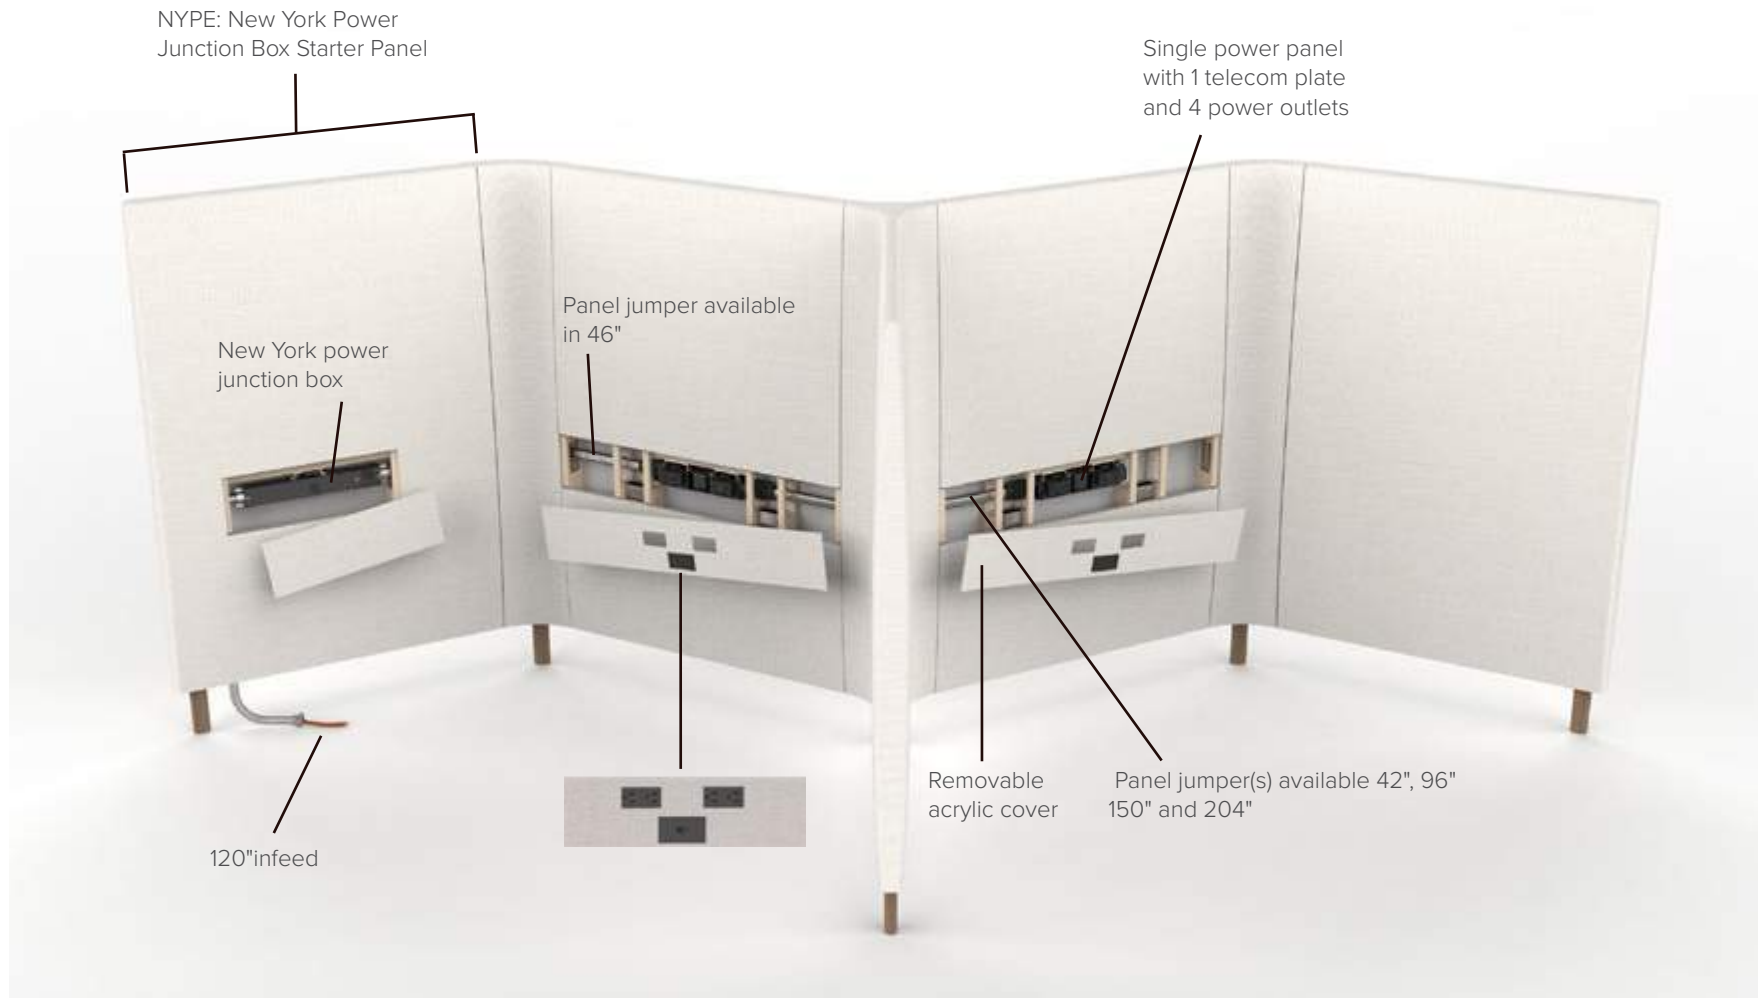 NYPE: New York Power
Junction Box Starter Panel
Single power panel
with 1 telecom plate
and 4 power outlets
Panel jumper available
in 46"
New York power
junction box
Removable
acrylic cover
Panel jumper(s) available 42", 96"
150" and 204"
120"infeed